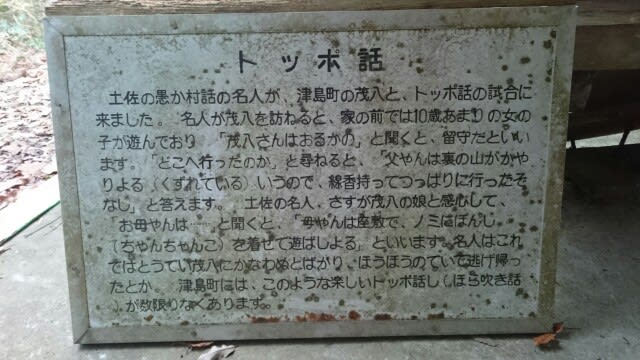 トッポ話
土佐の愚か村話の名人が、津島町の茂八と、トッポ話の試合に
来ました。名人が茂八を訪ねると、家の前では10歳あまりの女の
子が遊んでおり「茂八さんはおるかの」と聞くと、留守だといい
ます。「どこへ行ったのか」と尋ねると、「父やんは裏の山がかや
りよる（くずれている）いうので、線香持ってつっぱりに行ったぞ
なし」と答えます。土佐の名人、さすが茂八の娘と感心して、
「お母やんは……」と聞くと、「母やんは座敷で、ノミにぽんし
（ちゃんちゃんこ）を着せて遊ばしよる」といいます。名人はこれ
ではとうてい茂八にかなわぬとばかり、ほうほうのていで逃げ帰っ
たとか　津島町には、このような楽しいトッポ話し（ほら吹き話
）が数限りなくあります。